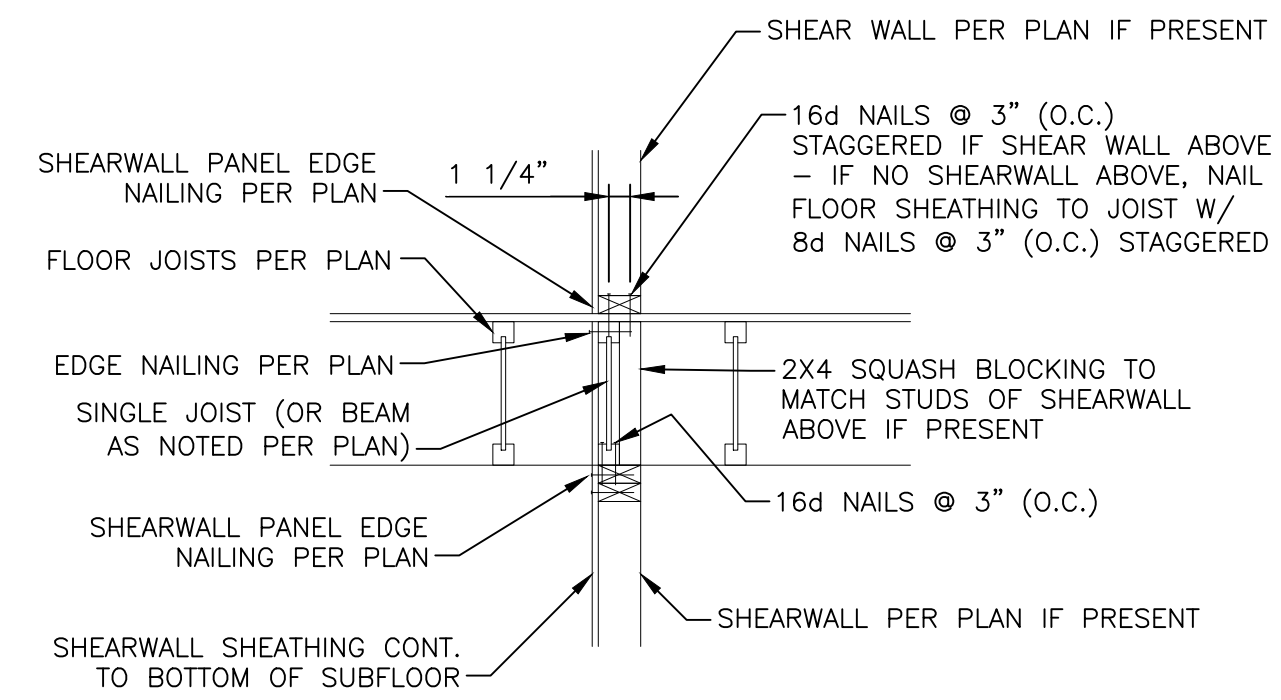 SHEAR WALL PER PLAN IF PRESENT
16d NAILS @ 3" (O.C.)
STAGGERED IF SHEAR WALL ABOVE
– IF NO SHEARWALL ABOVE, NAIL
FLOOR SHEATHING TO JOIST W/
8d NAILS @ 3" (O.C.) STAGGERED
SHEARWALL PANEL EDGE
NAILING PER PLAN
1 1/4"
FLOOR JOISTS PER PLAN
EDGE NAILING PER PLAN
SINGLE JOIST (OR BEAM
AS NOTED PER PLAN)
2X4 SQUASH BLOCKING TO
MATCH STUDS OF SHEARWALL
ABOVE IF PRESENT
16d NAILS @ 3" (O.C.)
SHEARWALL PANEL EDGE
NAILING PER PLAN
SHEARWALL PER PLAN IF PRESENT
SHEARWALL SHEATHING CONT.
TO BOTTOM OF SUBFLOOR